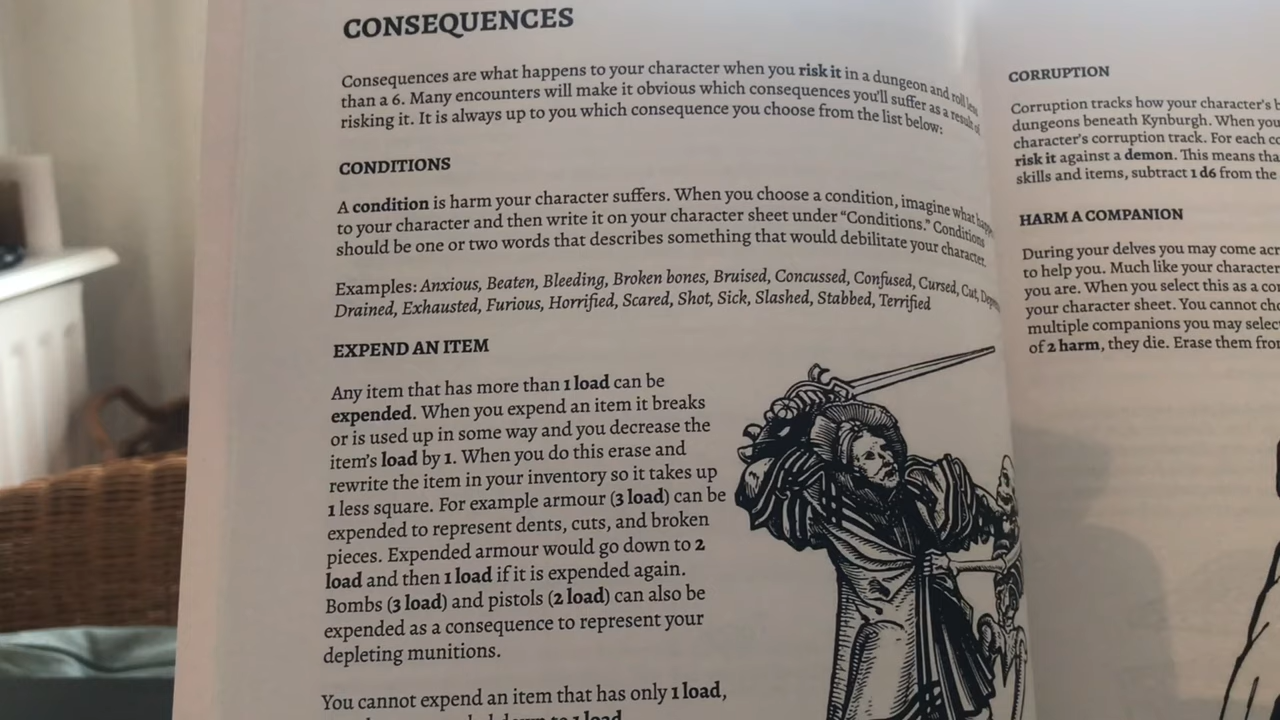 CONSEQUENCES
Consequences are what happens to your character when you risk it in a dungeon and roll less
than a 6. Many encounters will make it obvious which consequences you'll suffer as a result of
risking it. It is always up to you which consequence you choose from the list below:
CONDITIONS
A condition is harm your character suffers. When you choose a condition, imagine what
to your character and then write it on your character sheet under “Conditions.” Conditions
should be one or two words that describes something that would debilitate your character.
Examples: Anxious, Beaten, Bleeding, Broken bones, Bruised, Concussed, Confused, Cursed, Cut,
Drained, Exhausted, Furious, Horrified, Scared, Shot, Sick, Slashed, Stabbed, Terrified
EXPEND AN ITEM
Any item that has more than 1 load can be
expended. When you expend an item it breaks
or is used up in some way and you decrease the
item's load by 1. When you do this erase and
rewrite the item in your inventory so it takes up
1 less square. For example armour (3 load) can be
expended to represent dents, cuts, and broken
pieces. Expended armour would go down to 2
load and then 1 load if it is expended again.
Bombs (3 load) and pistols (2 load) can also be
expended as a consequence to represent your
depleting munitions.
You cannot expend an item that has only 1 load,
to 1 load
CORRUPTION
Corruption tracks how your character's
dungeons beneath Kynburgh. When you
character's corruption track. For each
risk it against a demon. This means
skills and items, subtract 1d6 from the
HARM A COMPANION
During your delves you may come
to help you. Much like your character
you are. When you select this as a
your character sheet. You cannot
multiple companions you may
of 2 harm, they die. Erase them